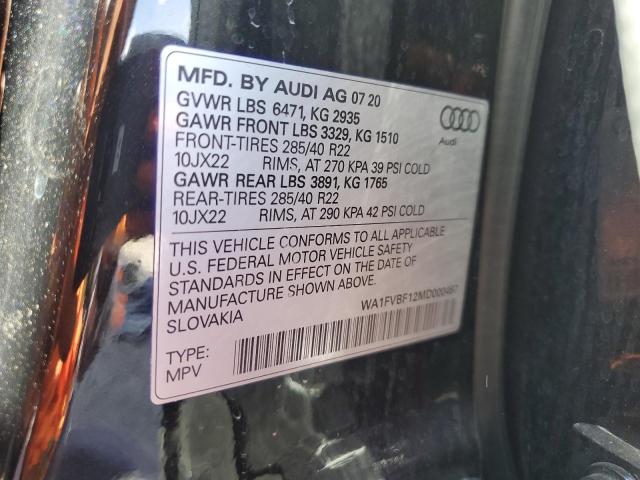 MFD. BY AUDI AG 07 20
GVWR LBS 6471, KG 2935
GAWR FRONT LBS 3329, KG 1510
FRONT-TIRES 285/40 R22
10JX22 RIMS, AT 270 KPA 39 PSI COLD
GAWR REAR LBS 3891, KG 1765
REAR-TIRES 285/40 R22
10JX22 RIMS, AT 290 KPA 42 PSI COLD
Audi
THIS VEHICLE CONFORMS TO ALL APPLICABLE
U.S. FEDERAL MOTOR VEHICLE SAFETY
STANDARDS IN EFFECT ON THE DATE OF
MANUFACTURE SHOWN ABOVE.
SLOVAKIA
TYPE:
MPV